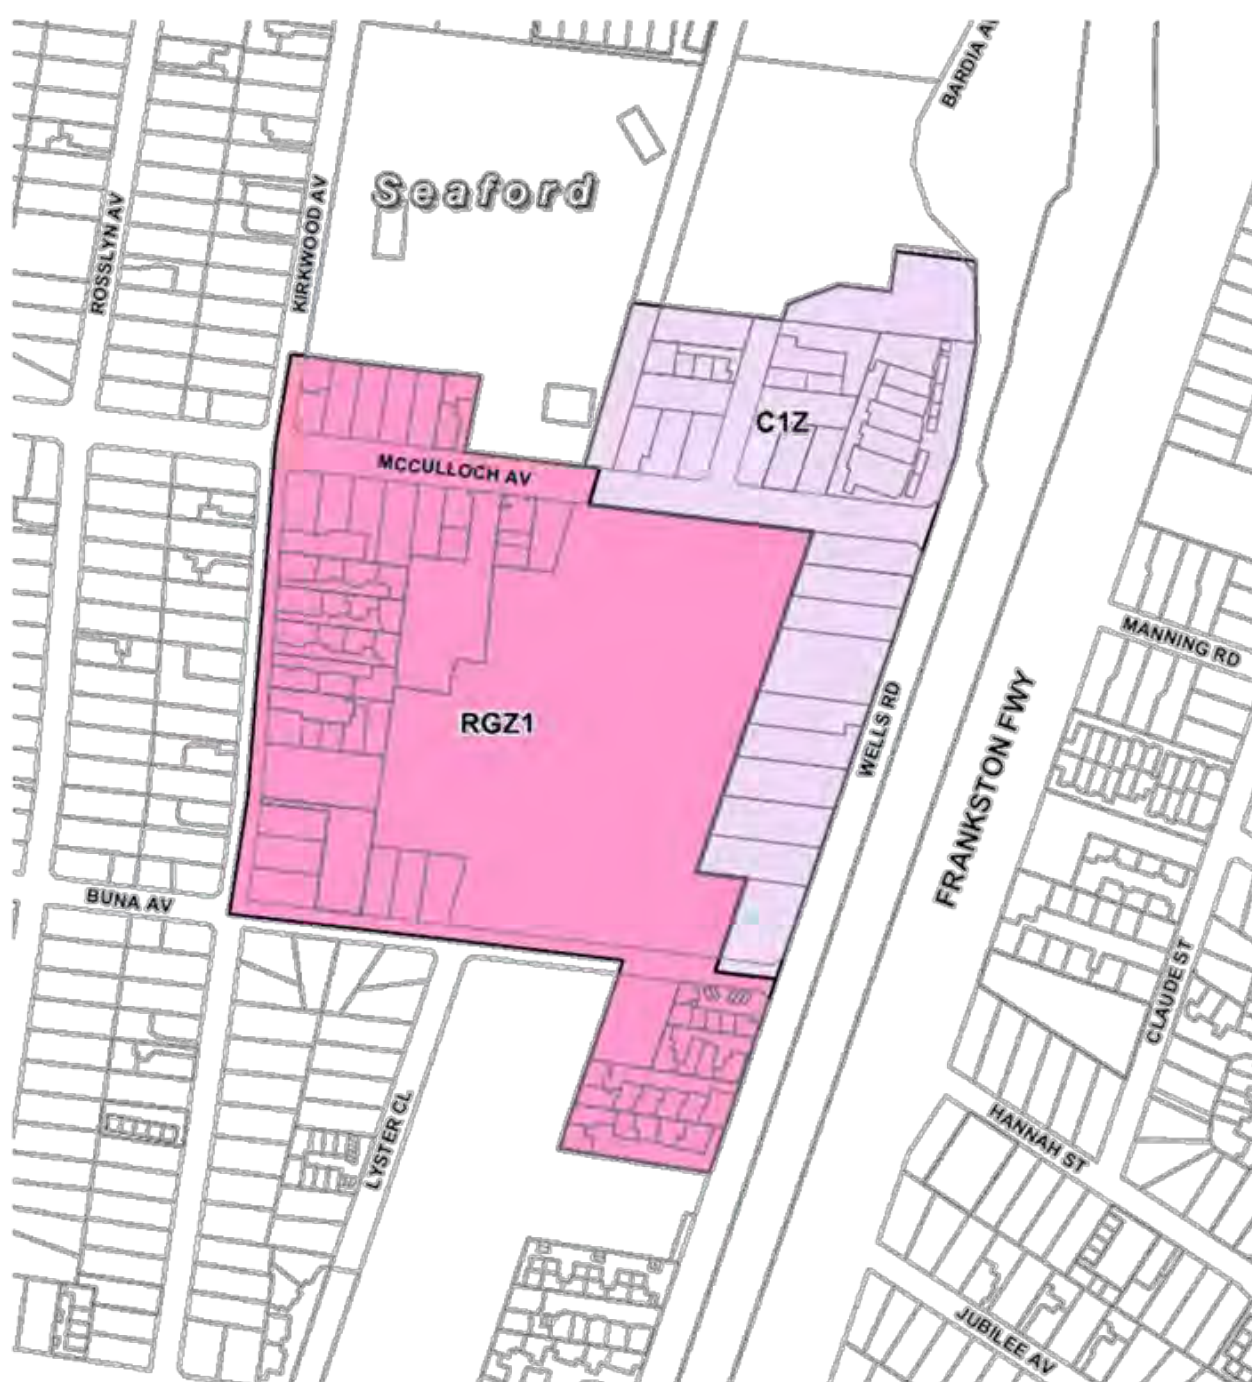 BARDIA A
Seaford
ROSSLYN AV
KIRKWOOD AV
C1Z
MCCULLOCH AV
MANNING RD
RGZ1
WELLS RD
FRANKSTON FWY
BUNA AV
CLAUDE ST
LYSTER CL
HANNAH ST
JUBILEE AV